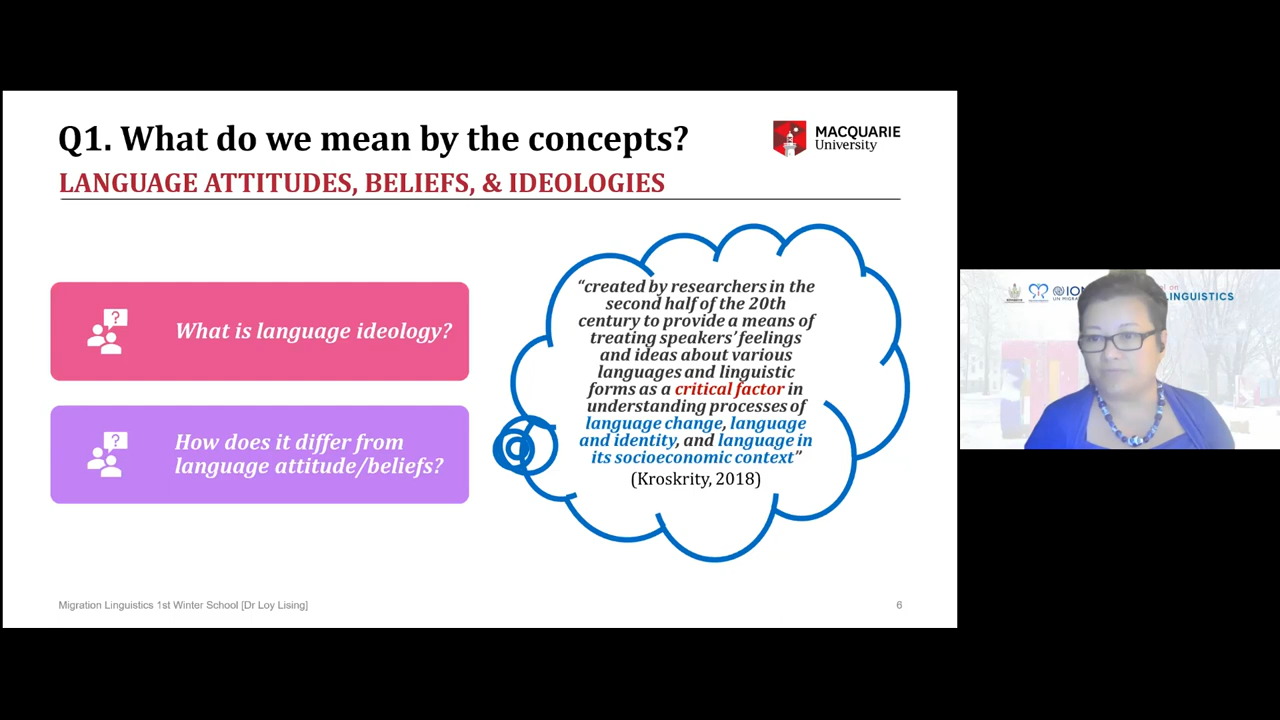 Q1. What do we mean by the concepts?
LANGUAGE ATTITUDES, BELIEFS, & IDEOLOGIES
MACQUARIE
University
What is language ideology?
How does it differ from
language attitude/beliefs?
“created by researchers in the
second half of the 20th
century to provide a means of
treating speakers’ feelings
and ideas about various
languages and linguistic
forms as a critical factor in
understanding processes of
language change, language
and identity, and language in
its socioeconomic context”
(Kroskrity, 2018)
Migration Linguistics 1st Winter School [Dr Loy Lising]
6
UN MIGRA
LINGUISTICS